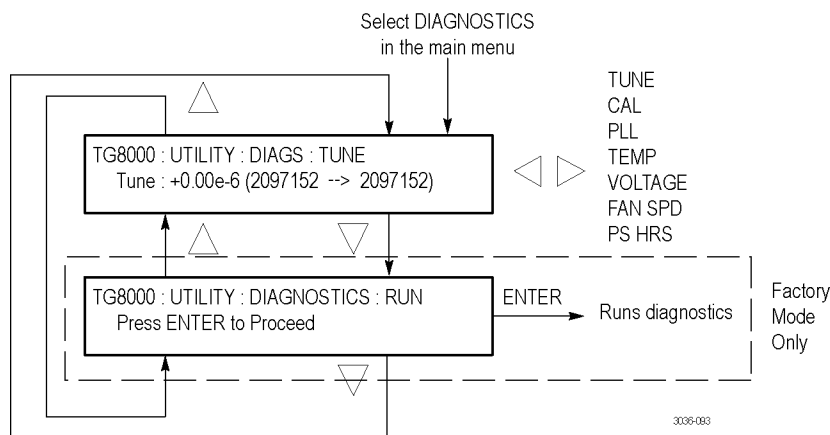 Select DIAGNOSTICS
in the main menu
TG8000 : UTILITY : DIAGS : TUNE
Tune : +0.00e-6 (2097152 --> 2097152)
TUNE
CAL
PLL
TEMP
VOLTAGE
FAN SPD
PS HRS
TG8000 : UTILITY : DIAGNOSTICS : RUN
Press ENTER to Proceed
ENTER
Runs diagnostics
Factory
Mode
Only
3036-093